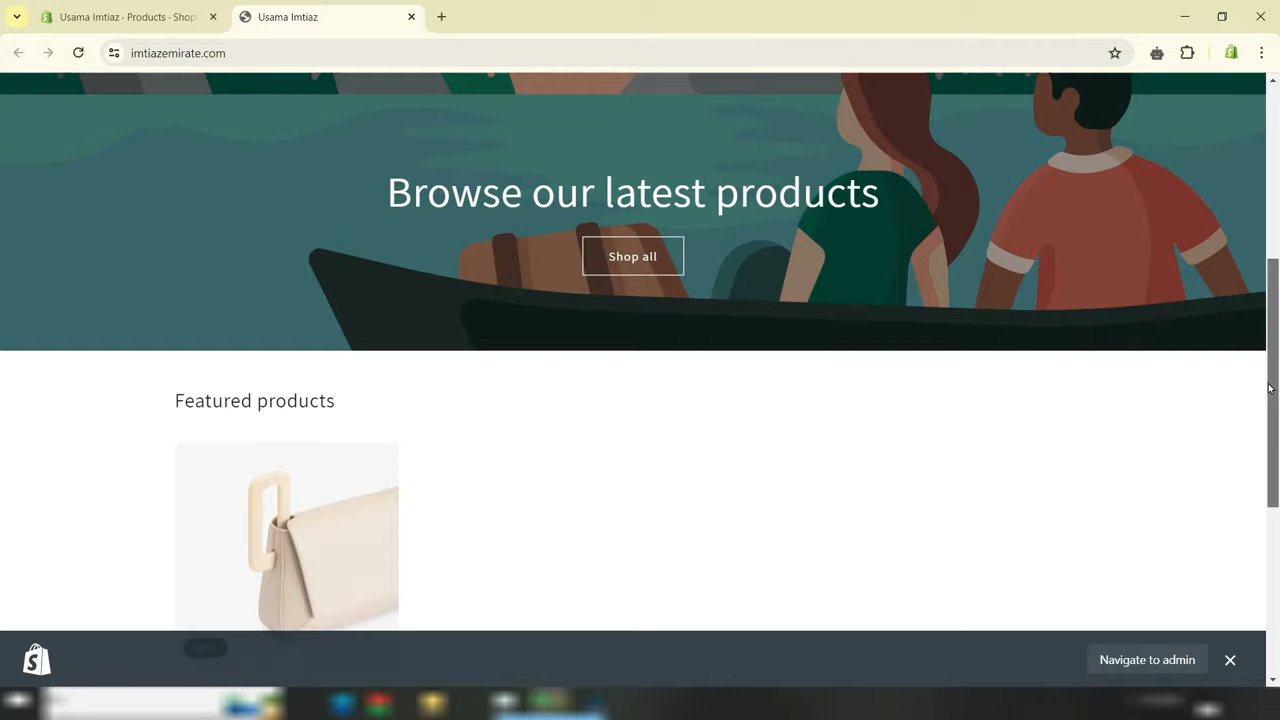 Usama Imtiaz · Products · Shop
Usama Imtiaz
imtiazemirate.com
Browse our latest products
Shop all
Featured products
Navigate to admin